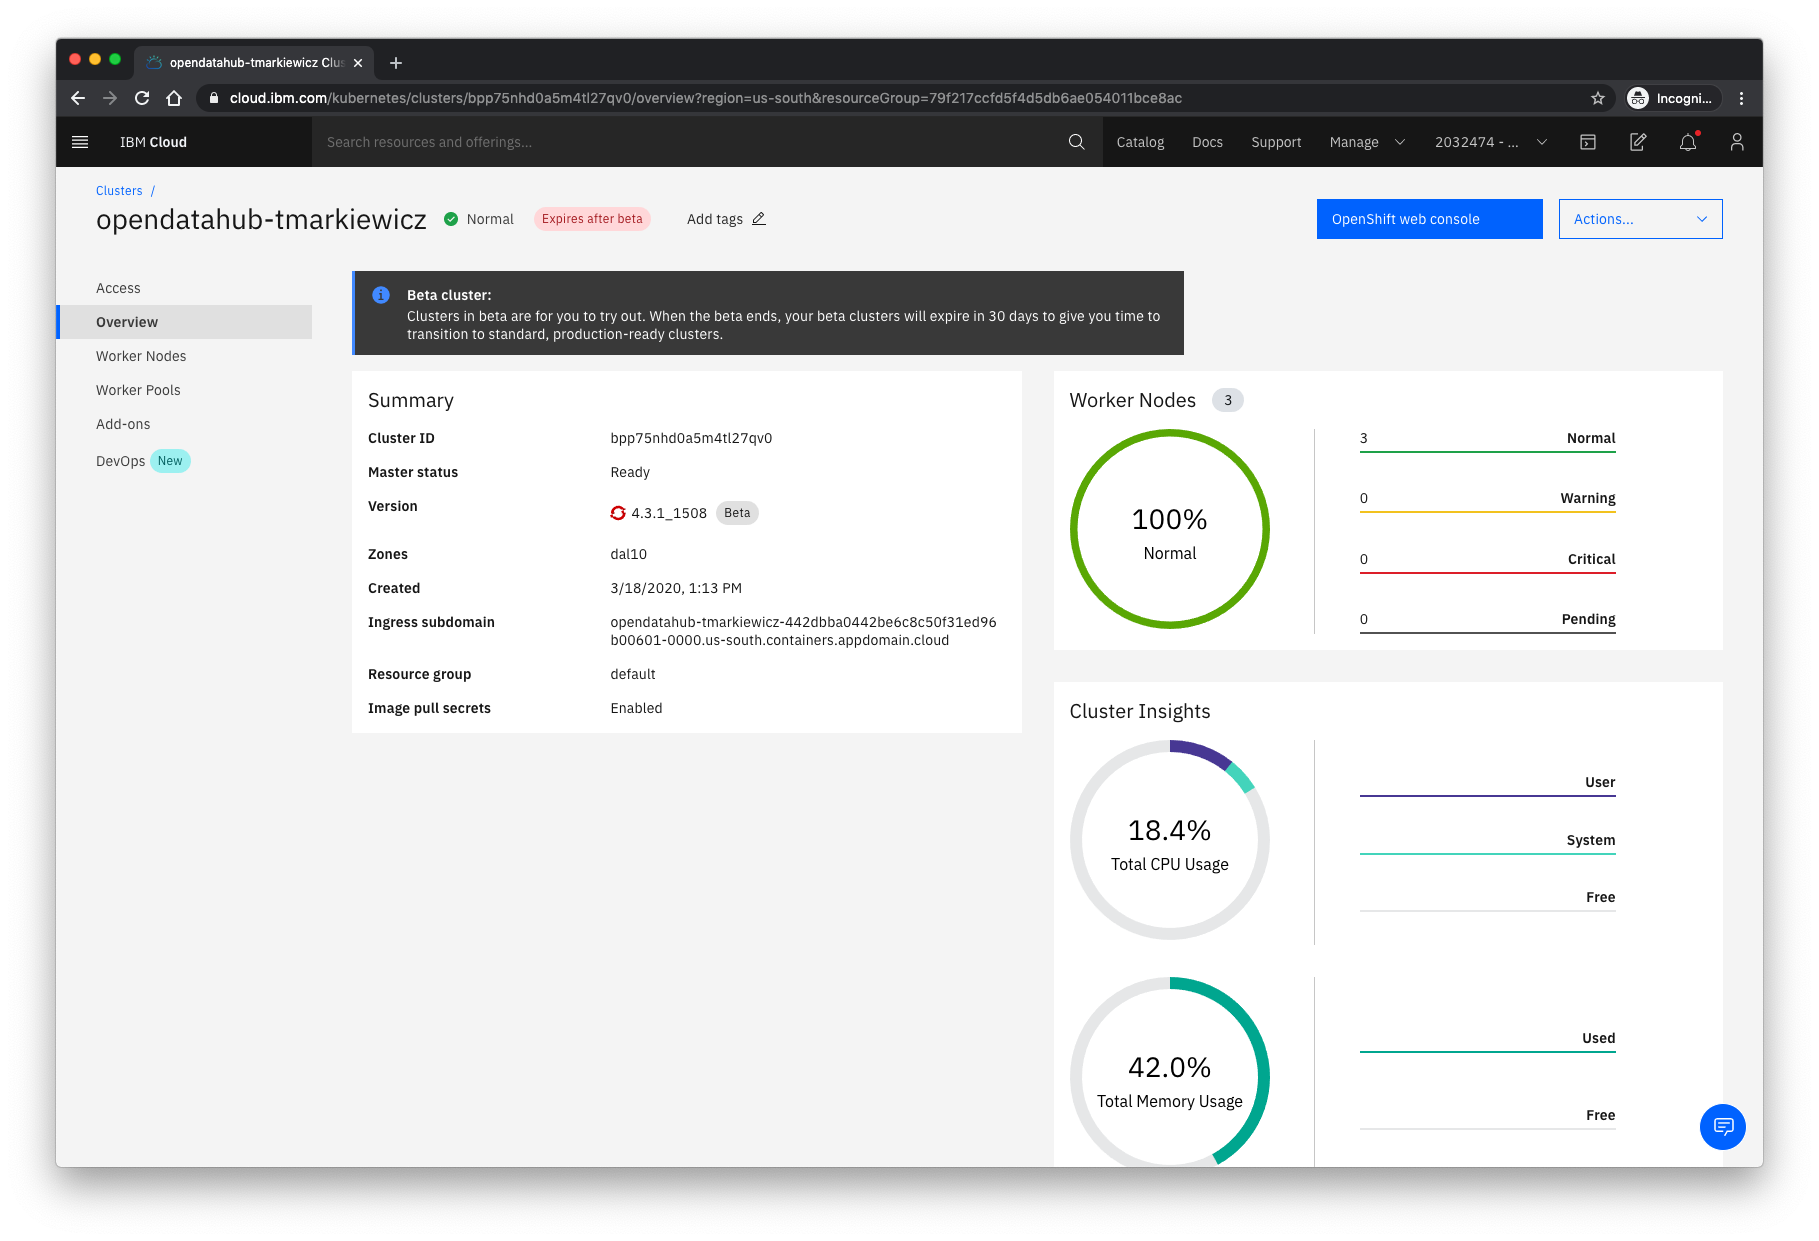 opendatahub-tmarkiewicz Clus
cloud.ibm.com/kubernetes/clusters/bpp75nhd0a5m4tl27qv0/overview?region=us-south&resourceGroup=79f217ccfd5f4d5db6ae054011bce8ac
Incogni...
IBM Cloud
Search resources and offerings...
Catalog
Docs
Support
Manage
2032474 - ...
Clusters /
opendatahub-tmarkiewicz
Normal
Expires after beta
Add tags
OpenShift web console
Actions...
Access
Overview
Worker Nodes
Worker Pools
Add-ons
DevOps New
Beta cluster:
Clusters in beta are for you to try out. When the beta ends, your beta clusters will expire in 30 days to give you time to
transition to standard, production-ready clusters.
Summary
Cluster ID bpp75nhd0a5m4tl27qv0
Master status Ready
Version 4.3.1_1508 Beta
Zones dal10
Created 3/18/2020, 1:13 PM
Ingress subdomain opendatahub-tmarkiewicz-442dbba0442be6c8c50f31ed96
b00601-0000.us-south.containers.appdomain.cloud
Resource group default
Image pull secrets Enabled
Worker Nodes 3
100%
Normal
3 Normal
0 Warning
0 Critical
0 Pending
Cluster Insights
18.4%
Total CPU Usage
User
System
Free
42.0%
Total Memory Usage
Used
Free